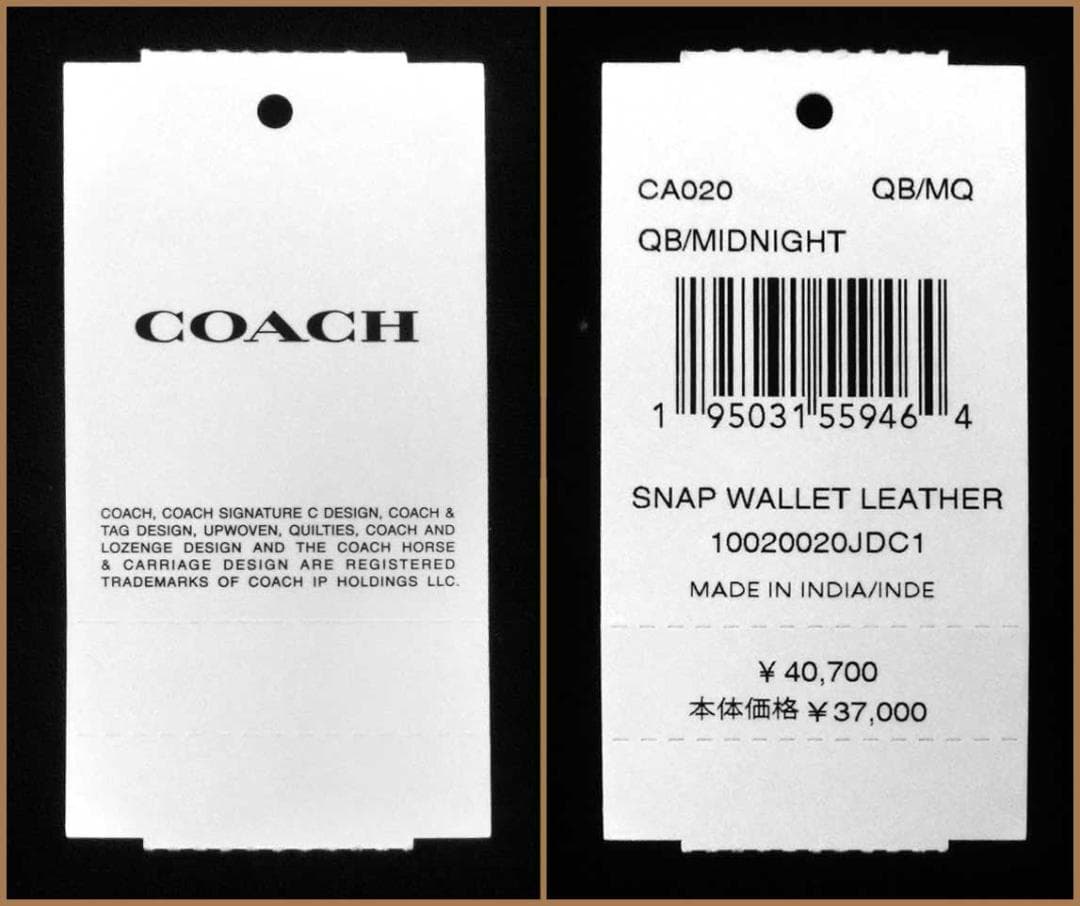 COACH
COACH, COACH SIGNATURE C DESIGN, COACH &
TAG DESIGN, UPWOVEN, QUILTIES, COACH AND
LOZENGE DESIGN AND THE COACH HORSE
& CARRIAGE DESIGN ARE REGISTERED
TRADEMARKS OF COACH IP HOLDINGS LLC.
CA020 QB/MQ
QB/MIDNIGHT
1 95031 55946 4
SNAP WALLET LEATHER
10020020JDC1
MADE IN INDIA/INDE
¥ 40,700
本体価格 ¥37,000